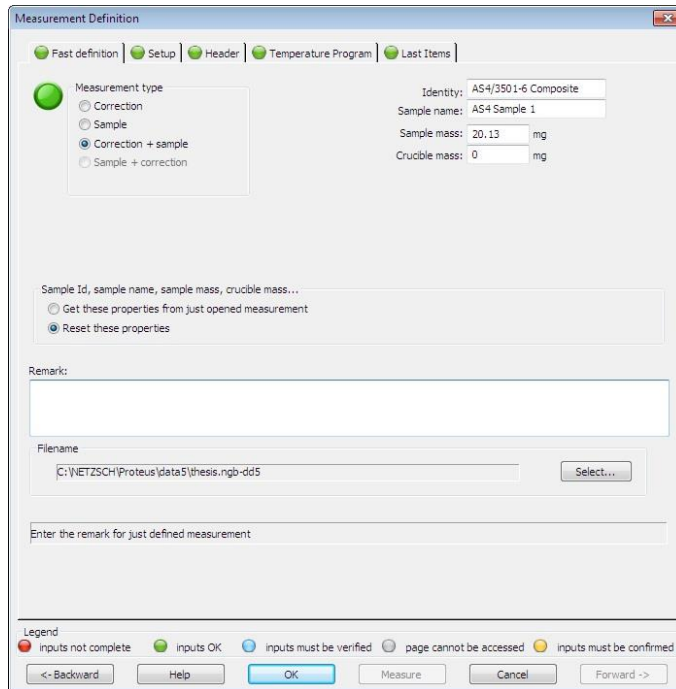 Measurement Definition
Fast definition Setup Header Temperature Program Last Items
Measurement type
Correction
Sample
Correction + sample
Sample + correction
Identity: AS4/3501-6 Composite
Sample name: AS4 Sample 1
Sample mass: 20.13 mg
Crucible mass: 0 mg
Sample Id, sample name, sample mass, crucible mass...
Get these properties from just opened measurement
Reset these properties
Remark:
Filename
C:\NETZSCH\Proteus\data5\thesis.ngb-dd5 Select...
Enter the remark for just defined measurement
Legend
inputs not complete inputs OK inputs must be verified page cannot be accessed inputs must be confirmed
<- Backward Help OK Measure Cancel Forward ->